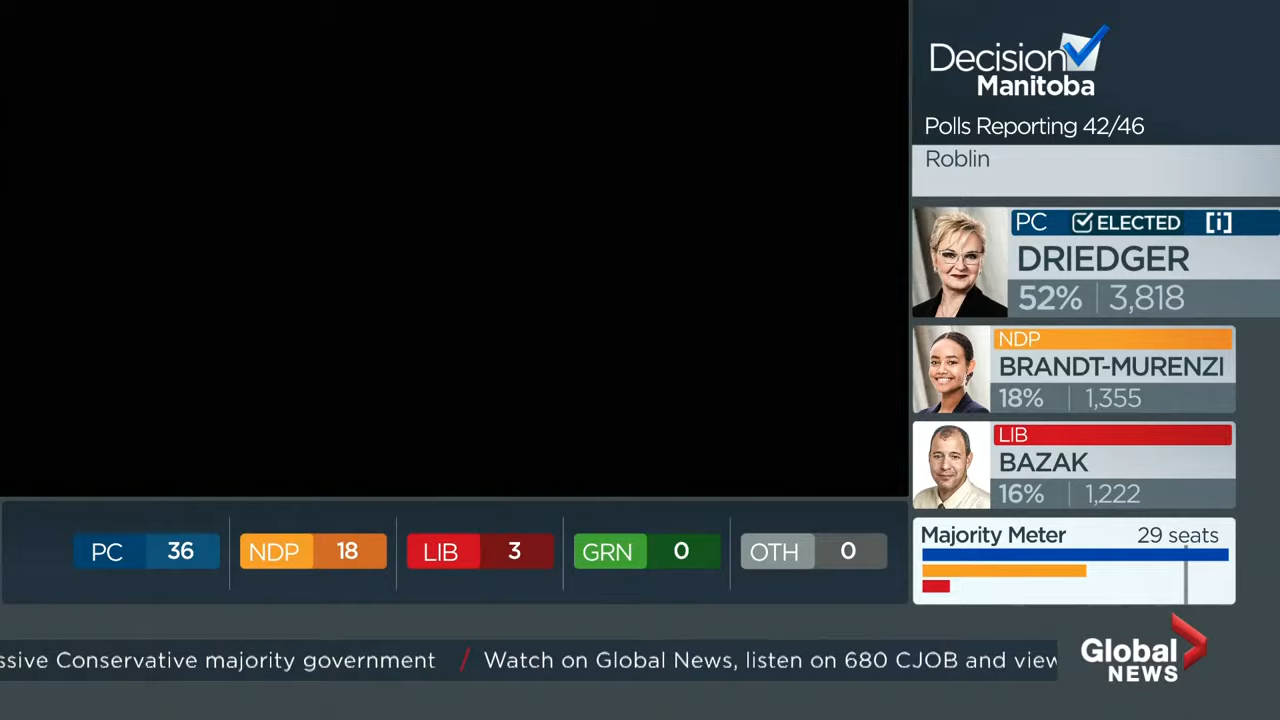 Decision
Manitoba
Polls Reporting 42/46
Roblin
PC ELECTED [i]
DRIEDGER
52% 3,818
NDP
BRANDT-MURENZI
18% 1,355
LIB
BAZAK
16% 1,222
Majority Meter 29 seats
PC 36 NDP 18 LIB 3 GRN 0 OTH 0
ssive Conservative majority government / Watch on Global News, listen on 680 CJOB and view
Global
NEWS